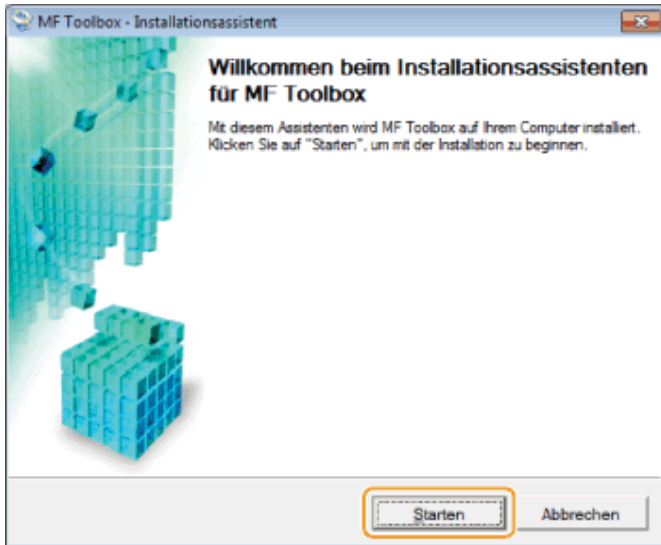 MF Toolbox - Installationsassistent
Willkommen beim Installationsassistenten
für MF Toolbox
Mit diesem Assistenten wird MF Toolbox auf Ihrem Computer installiert.
Klicken Sie auf "Starten", um mit der Installation zu beginnen.
Starten
Abbrechen